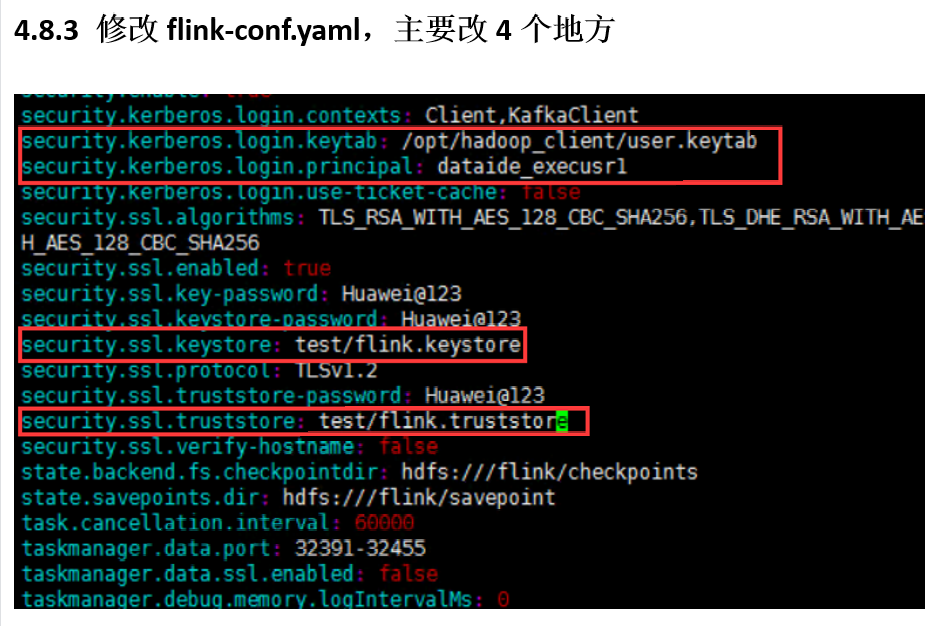 4.8.3 修改 flink-conf.yaml，主要改 4 个地方
security.enable: true
security.kerberos.login.contexts: Client,KafkaClient
security.kerberos.login.keytab: /opt/hadoop_client/user.keytab
security.kerberos.login.principal: dataide_execusr1
security.kerberos.login.use-ticket-cache: false
security.ssl.algorithms: TLS_RSA_WITH_AES_128_CBC_SHA256,TLS_DHE_RSA_WITH_AE
H_AES_128_CBC_SHA256
security.ssl.enabled: true
security.ssl.key-password: Huawei@123
security.ssl.keystore-password: Huawei@123
security.ssl.keystore: test/flink.keystore
security.ssl.protocol: TLSv1.2
security.ssl.truststore-password: Huawei@123
security.ssl.truststore: test/flink.truststore
security.ssl.verify-hostname: false
state.backend.fs.checkpointdir: hdfs:///flink/checkpoints
state.savepoints.dir: hdfs:///flink/savepoint
task.cancellation.interval: 60000
taskmanager.data.port: 32391-32455
taskmanager.data.ssl.enabled: false
taskmanager.debug.memory.logIntervalMs: 0